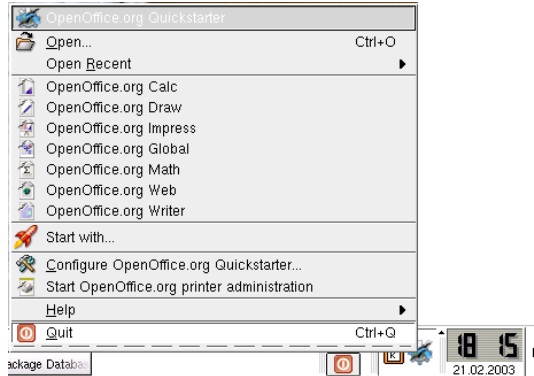 OpenOffice.org Quickstarter
Open... Ctrl+O
Open Recent
OpenOffice.org Calc
OpenOffice.org Draw
OpenOffice.org Impress
OpenOffice.org Global
OpenOffice.org Math
OpenOffice.org Web
OpenOffice.org Writer
Start with...
Configure OpenOffice.org Quickstarter...
Start OpenOffice.org printer administration
Help
Quit Ctrl+Q
ackage Databa
K
18 15
21.02.2003